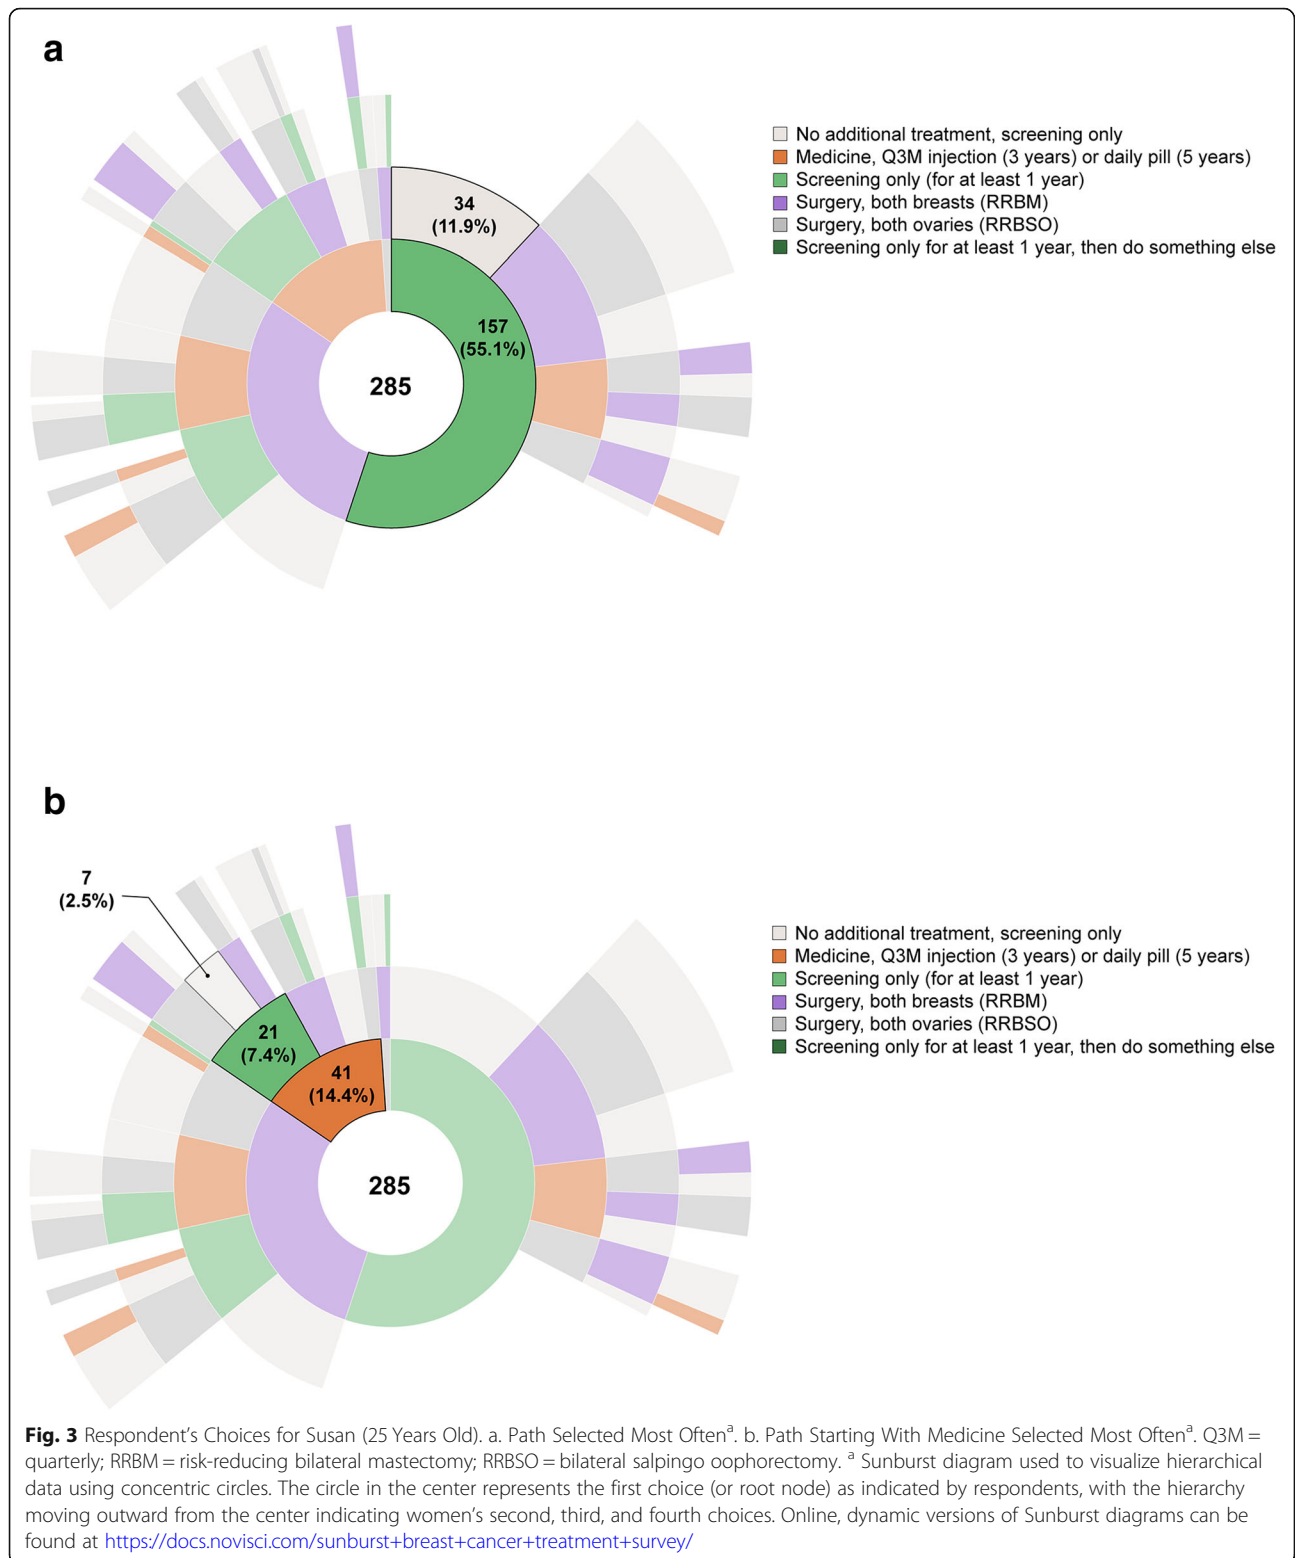 a
No additional treatment, screening only
Medicine, Q3M injection (3 years) or daily pill (5 years)
Screening only (for at least 1 year)
Surgery, both breasts (RRBM)
Surgery, both ovaries (RRBSO)
Screening only for at least 1 year, then do something else
34
(11.9%)
157
(55.1%)
285
b
7
(2.5%)
No additional treatment, screening only
Medicine, Q3M injection (3 years) or daily pill (5 years)
Screening only (for at least 1 year)
Surgery, both breasts (RRBM)
Surgery, both ovaries (RRBSO)
Screening only for at least 1 year, then do something else
21
(7.4%)
41
(14.4%)
285
Fig. 3 Respondent's Choices for Susan (25 Years Old). a. Path Selected Most Oftenᵃ. b. Path Starting With Medicine Selected Most Oftenᵃ. Q3M =
quarterly; RRBM = risk-reducing bilateral mastectomy; RRBSO = bilateral salpingo oophorectomy. ᵃ Sunburst diagram used to visualize hierarchical
data using concentric circles. The circle in the center represents the first choice (or root node) as indicated by respondents, with the hierarchy
moving outward from the center indicating women's second, third, and fourth choices. Online, dynamic versions of Sunburst diagrams can be
found at https://docs.novisci.com/sunburst+breast+cancer+treatment+survey/